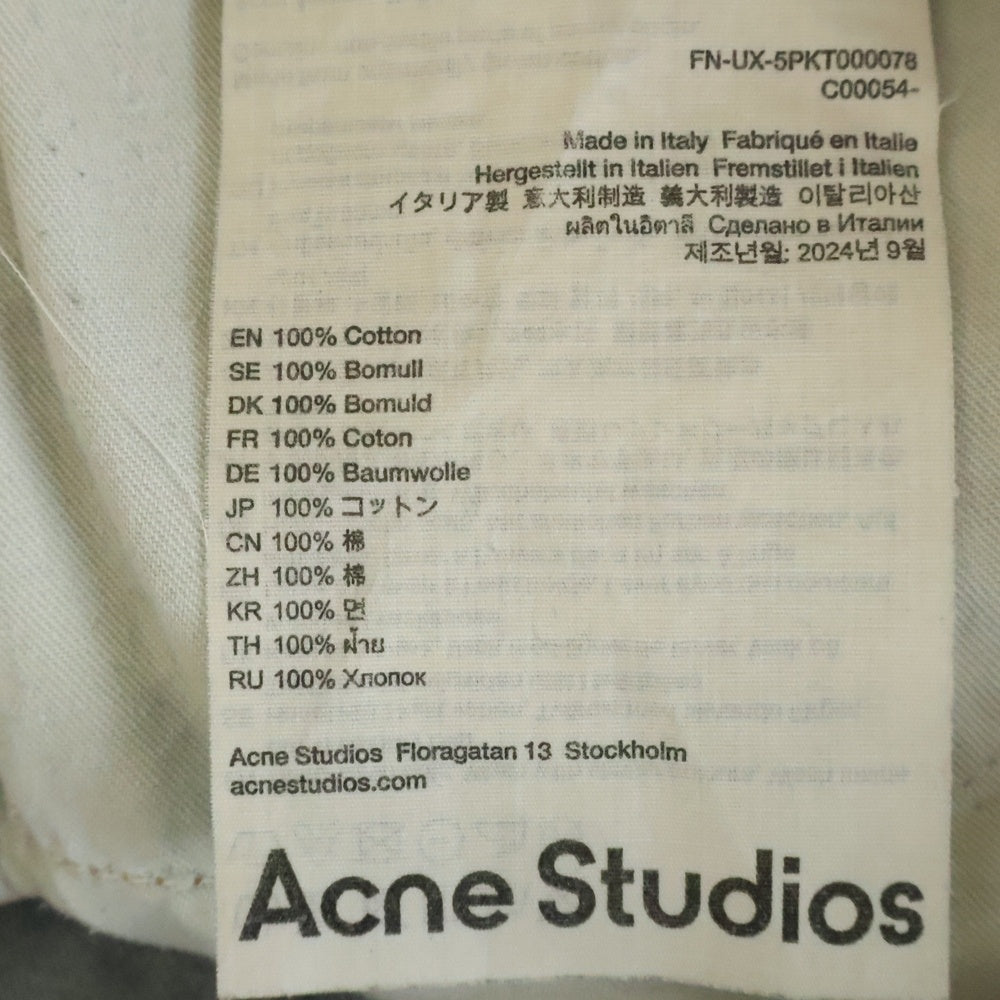 FN-UX-5PKT000078
C00054-
Made in Italy Fabriqué en Italie
Hergestellt in Italien Fremstillet i Italien
イタリア製 意大利制造 義大利製造 이탈리아산
ผลิตในอิตาลี Сделано в Италии
제조년월: 2024년 9월
EN 100% Cotton
SE 100% Bomull
DK 100% Bomuld
FR 100% Coton
DE 100% Baumwolle
JP 100% コットン
CN 100% 棉
ZH 100% 棉
KR 100% 면
TH 100% ฝ้าย
RU 100% Хлопок
Acne Studios Floragatan 13 Stockholm
acnestudios.com
Acne Studios